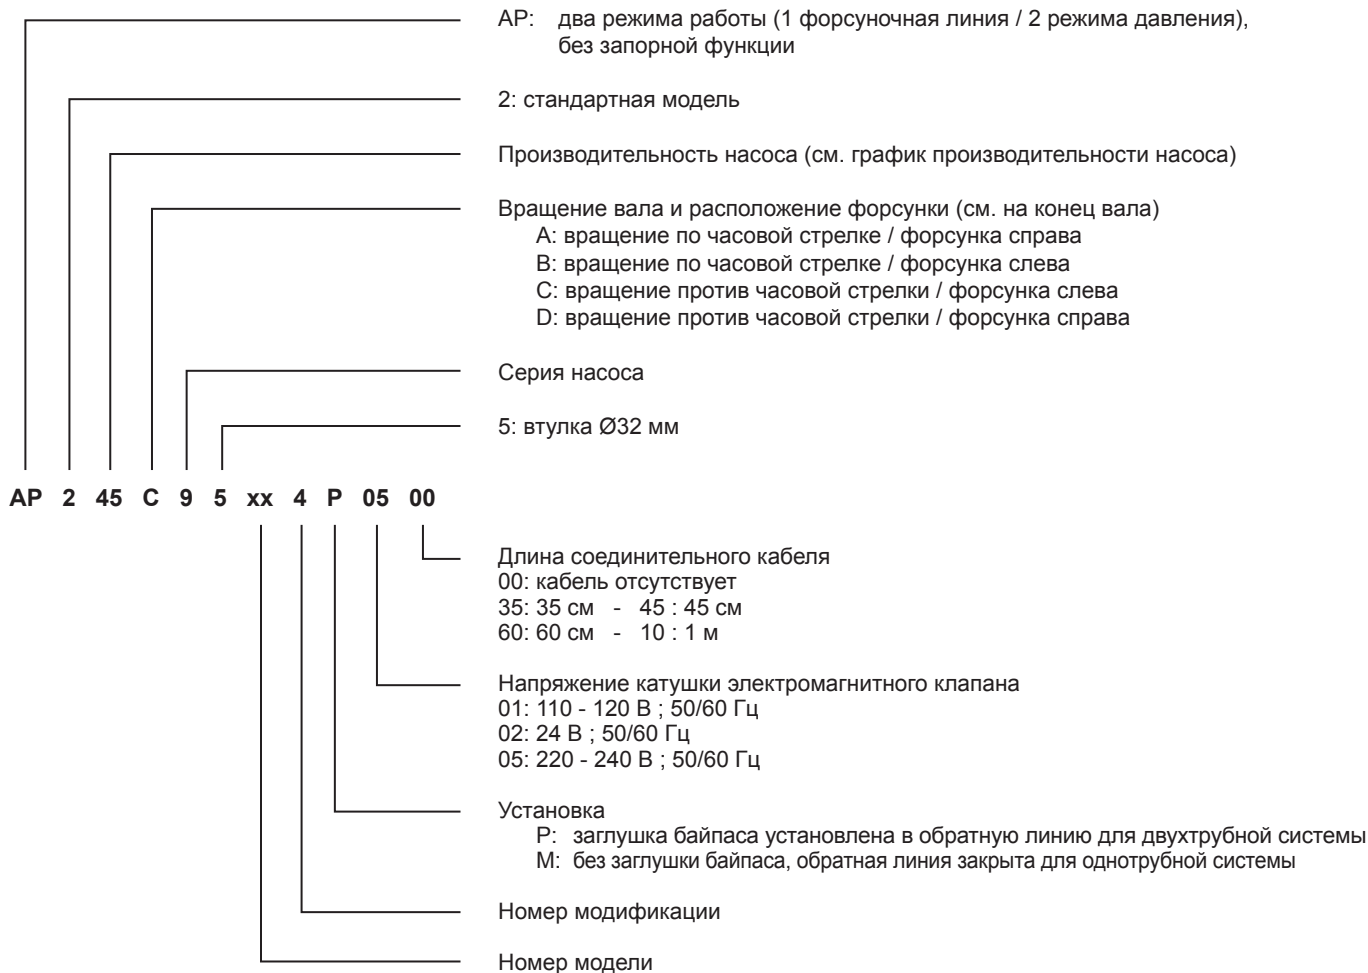 AP: два режима работы (1 форсуночная линия / 2 режима давления),
без запорной функции
2: стандартная модель
Производительность насоса (см. график производительности насоса)
Вращение вала и расположение форсунки (см. на конец вала)
A: вращение по часовой стрелке / форсунка справа
B: вращение по часовой стрелке / форсунка слева
C: вращение против часовой стрелки / форсунка слева
D: вращение против часовой стрелки / форсунка справа
Серия насоса
5: втулка Ø32 мм
AP 2 45 C 9 5 xx 4 P 05 00
Длина соединительного кабеля
00: кабель отсутствует
35: 35 см - 45 : 45 см
60: 60 см - 10 : 1 м
Напряжение катушки электромагнитного клапана
01: 110 - 120 В ; 50/60 Гц
02: 24 В ; 50/60 Гц
05: 220 - 240 В ; 50/60 Гц
Установка
P: заглушка байпаса установлена в обратную линию для двухтрубной системы
M: без заглушки байпаса, обратная линия закрыта для однотрубной системы
Номер модификации
Номер модели